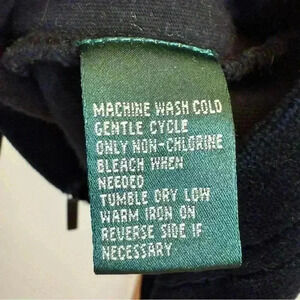 MACHINE WASH COLD
GENTLE CYCLE
ONLY NON-CHLORINE
BLEACH WHEN
NEEDED
TUMBLE DRY LOW
WARM IRON ON
REVERSE SIDE IF
NECESSARY